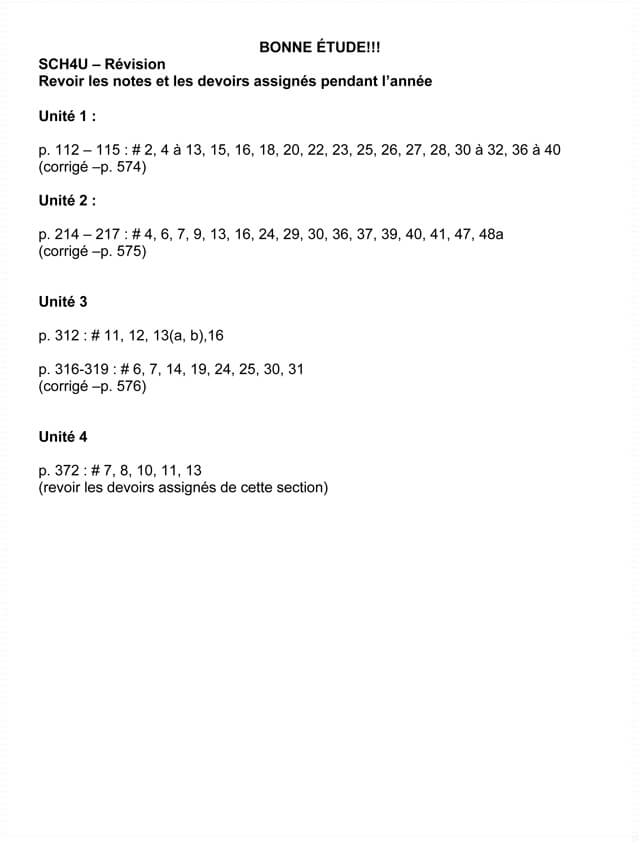 BONNE ÉTUDE!!!
SCH4U – Révision
Revoir les notes et les devoirs assignés pendant l'année
Unité 1 :
p. 112 – 115 : # 2, 4 à 13, 15, 16, 18, 20, 22, 23, 25, 26, 27, 28, 30 à 32, 36 à 40
(corrigé –p. 574)
Unité 2 :
p. 214 – 217 : # 4, 6, 7, 9, 13, 16, 24, 29, 30, 36, 37, 39, 40, 41, 47, 48a
(corrigé –p. 575)
Unité 3
p. 312 : # 11, 12, 13(a, b),16
p. 316-319 : # 6, 7, 14, 19, 24, 25, 30, 31
(corrigé –p. 576)
Unité 4
p. 372 : # 7, 8, 10, 11, 13
(revoir les devoirs assignés de cette section)